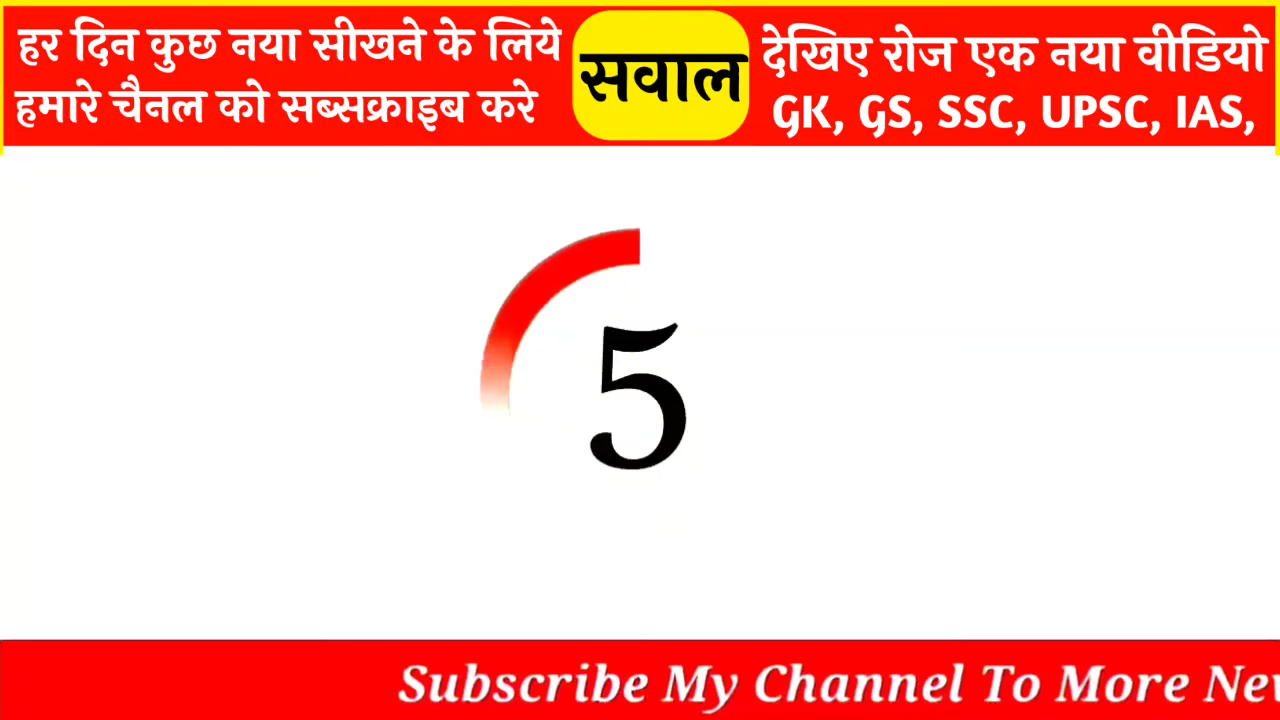 हर दिन कुछ नया सीखने के लिये
हमारे चैनल को सब्सक्राइब करे
सवाल
देखिए रोज एक नया वीडियो
GK, GS, SSC, UPSC, IAS,
5
Subscribe My Channel To More